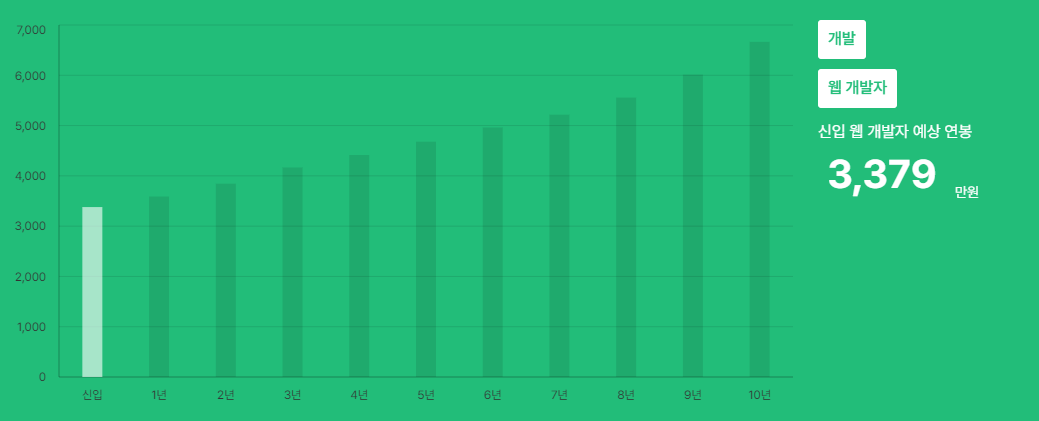 7,000
6,000
5,000
4,000
3,000
2,000
1,000
0
신입 1년 2년 3년 4년 5년 6년 7년 8년 9년 10년
개발
웹 개발자
신입 웹 개발자 예상 연봉
3,379 만원